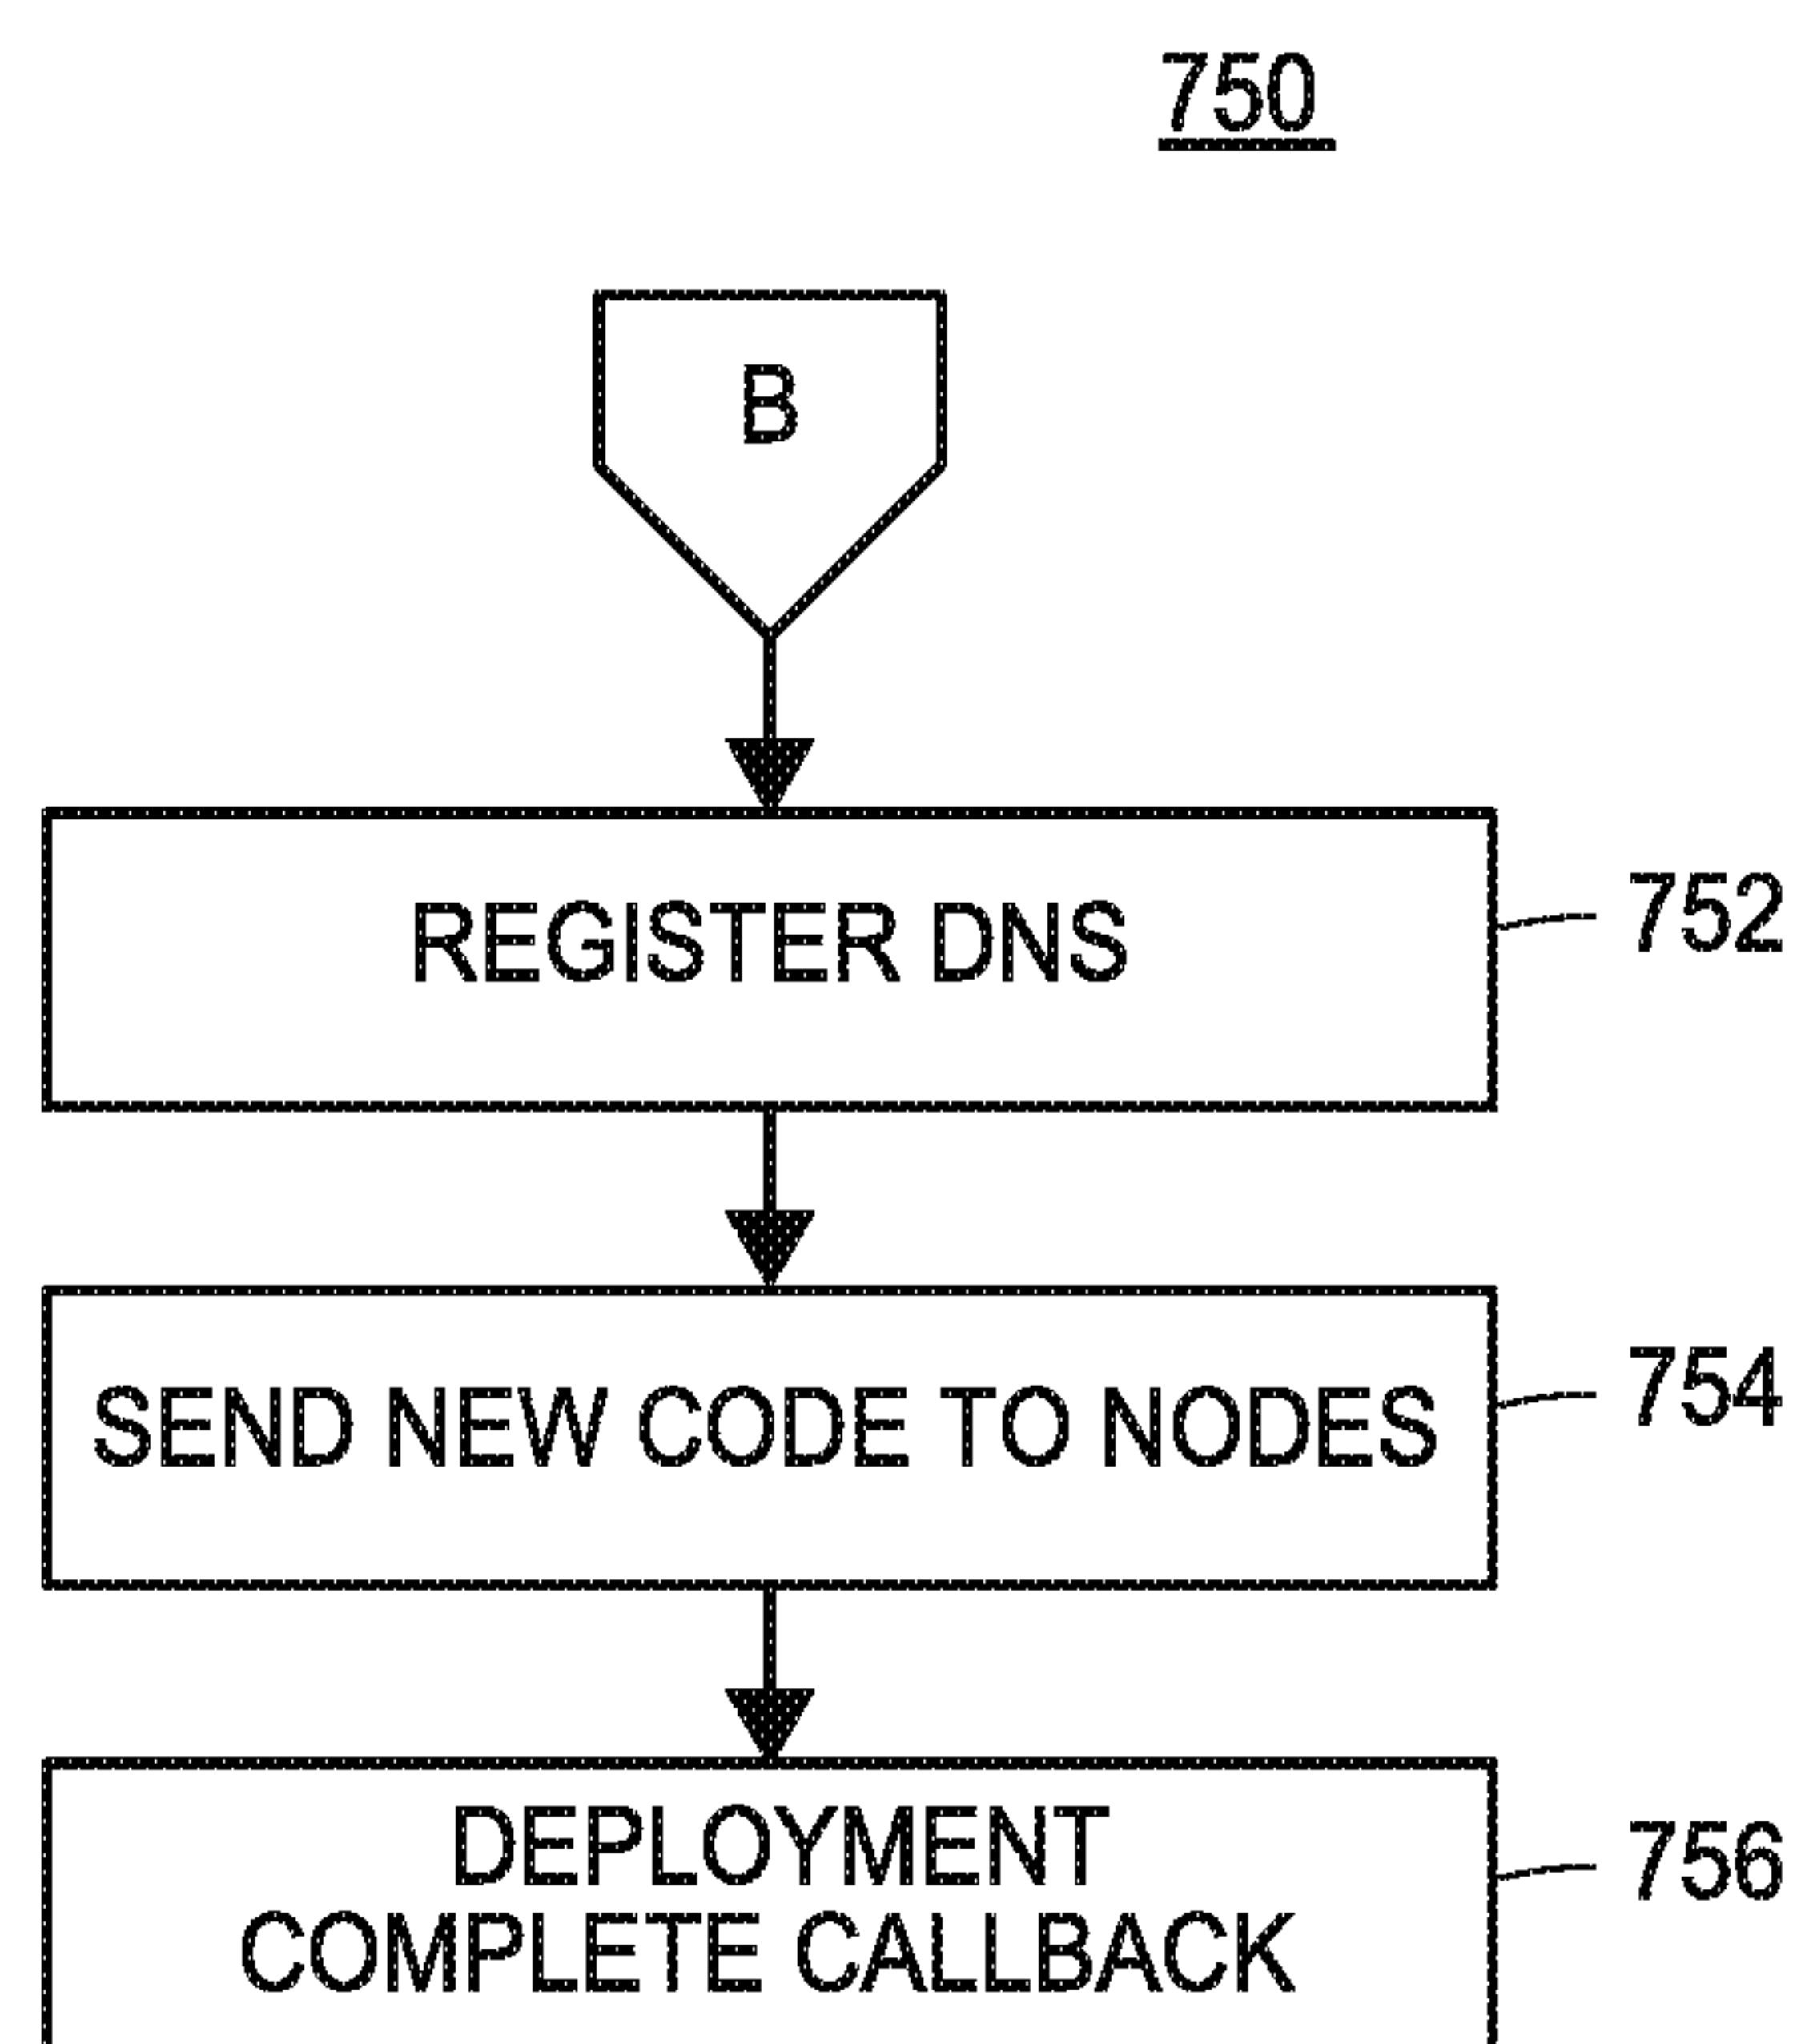 750
B
REGISTER DNS
752
SEND NEW CODE TO NODES
754
DEPLOYMENT
COMPLETE CALLBACK
756